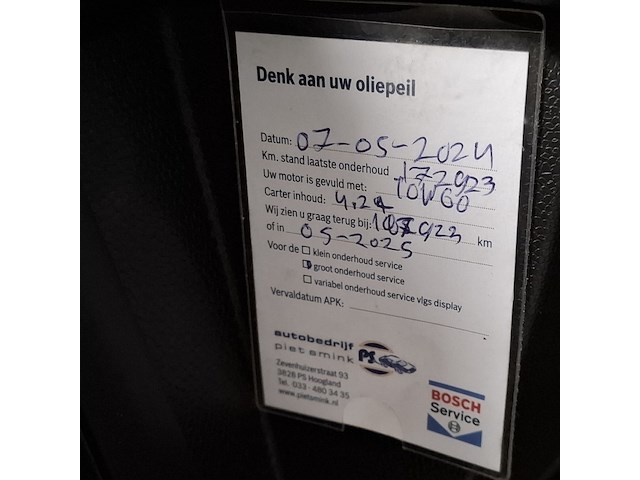 Denk aan uw oliepeil
Datum: 07-05-2024
Km. stand laatste onderhoud 172923
Uw motor is gevuld met: 10W60
Carter inhoud: 4,2
Wij zien u graag terug bij: km
of in 05-2025
Voor de ☐ klein onderhoud service
groot onderhoud service
☐ variabel onderhoud service vlgs display
Vervaldatum APK:
autobedrijf
piet smink PS
Zevenhuizerstraat 93
3828 PS Hoogland
Tel. 033 - 480 34 35
www.pietsmink.nl
BOSCH
Service